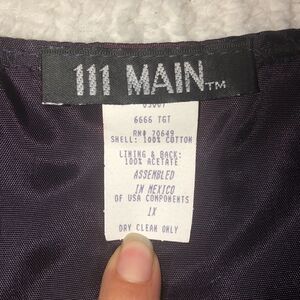 111 MAIN™
6666 TGT
RN# 70649
SHELL: 100% COTTON
LINING & BACK:
100% ACETATE
ASSEMBLED
IN MEXICO
OF USA COMPONENTS
1X
DRY CLEAN ONLY